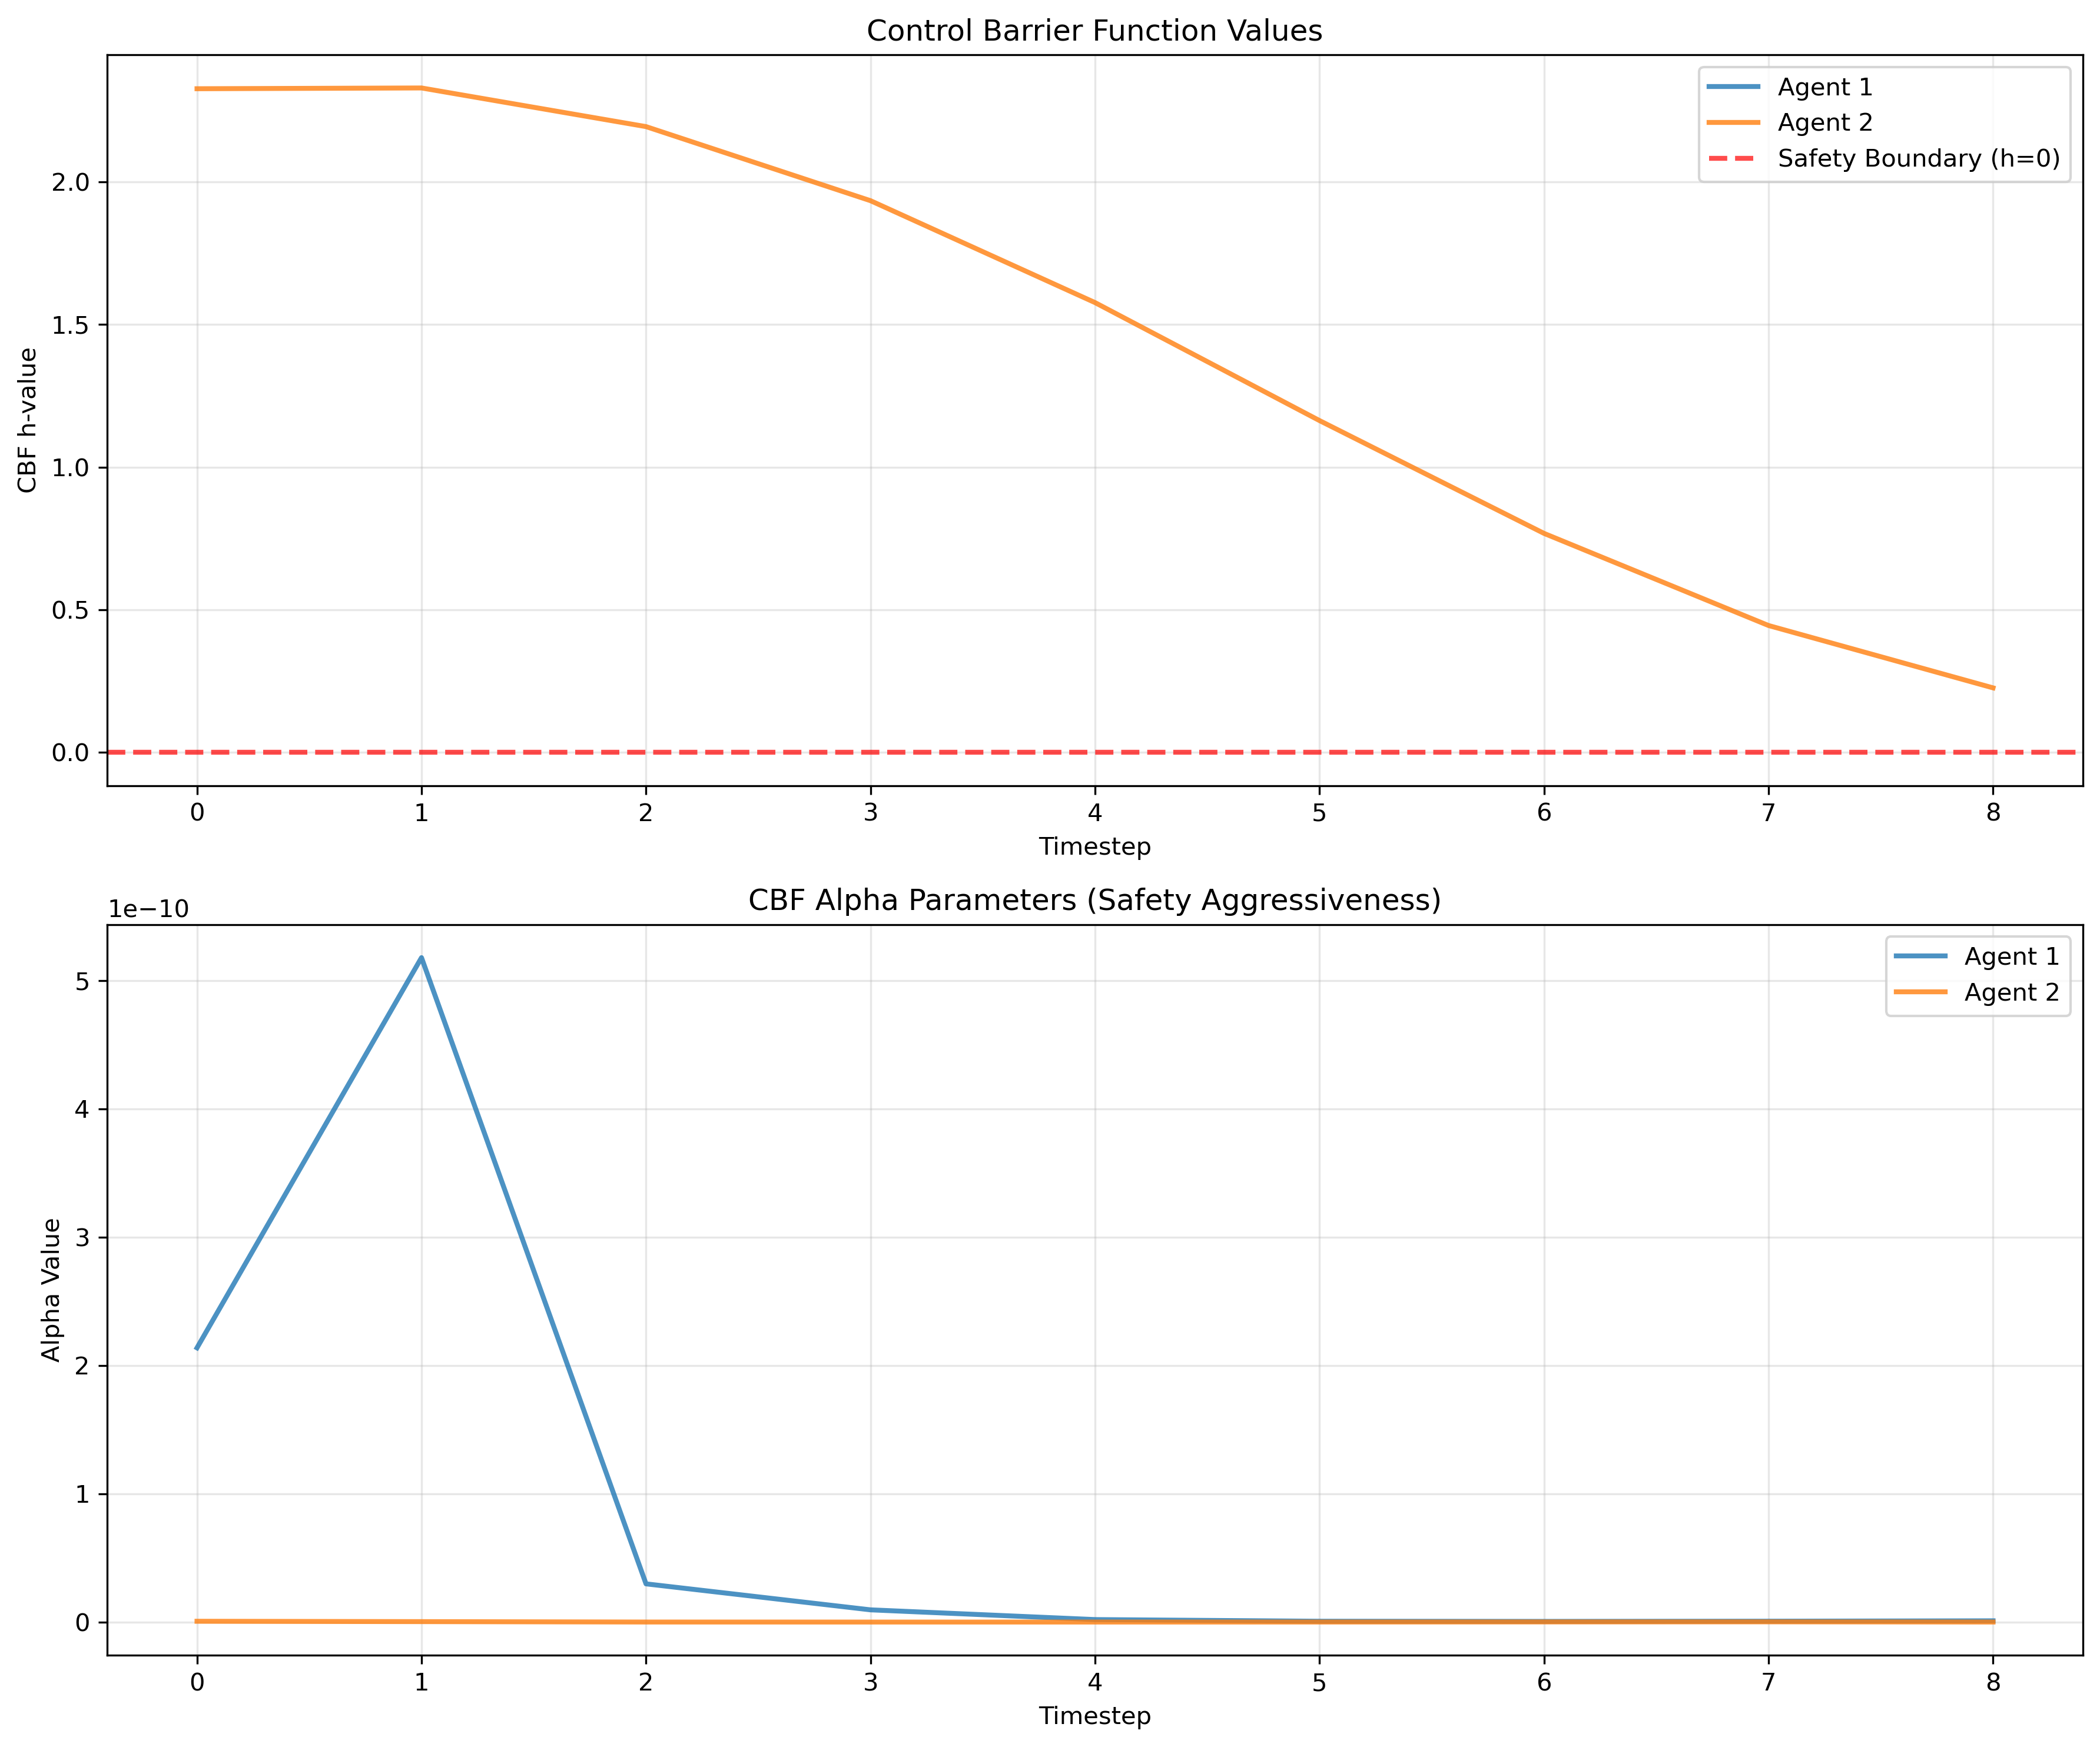 Control Barrier Function Values
Agent 1
Agent 2
Safety Boundary (h=0)
2.0
1.5
1.0
0.5
0.0
CBF h-value
0 1 2 3 4 5 6 7 8
Timestep
CBF Alpha Parameters (Safety Aggressiveness)
1e−10
Agent 1
Agent 2
5
4
3
2
1
0
Alpha Value
0 1 2 3 4 5 6 7 8
Timestep